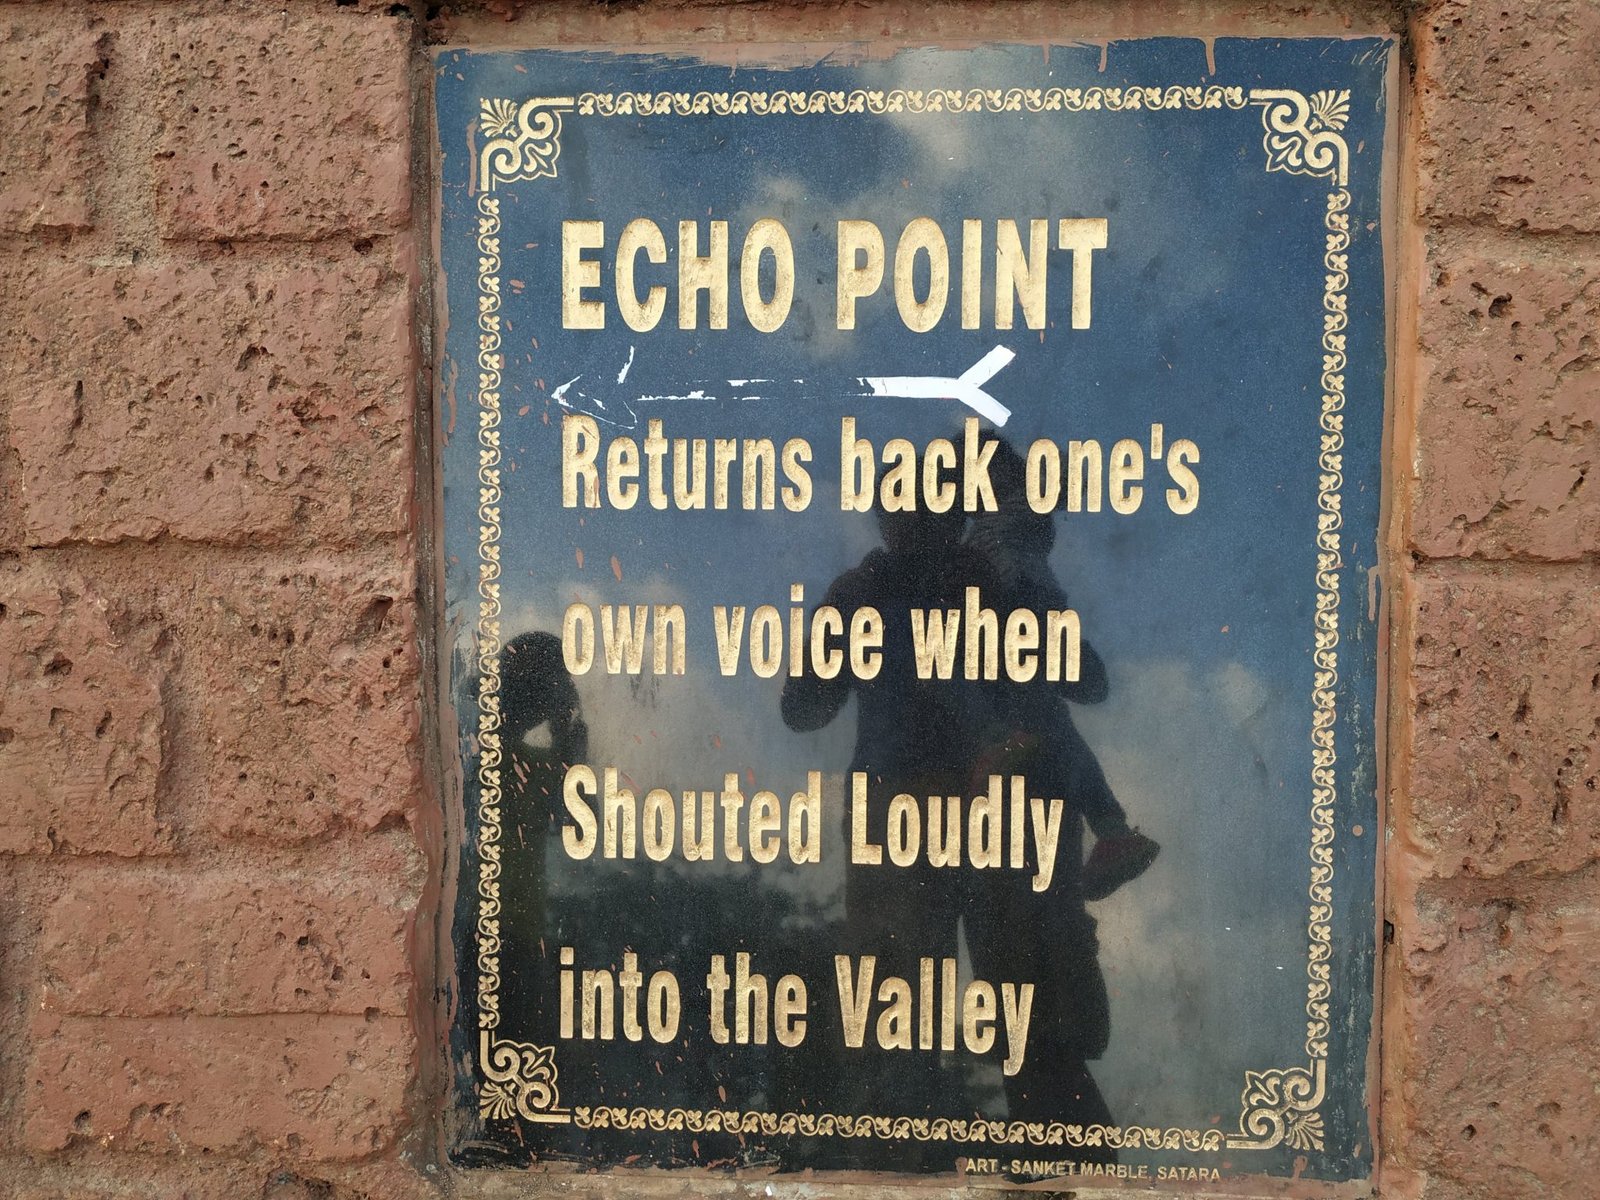 ECHO POINT
Returns back one's
own voice when
Shouted Loudly
into the Valley
ART - SANKET MARBLE, SATARA